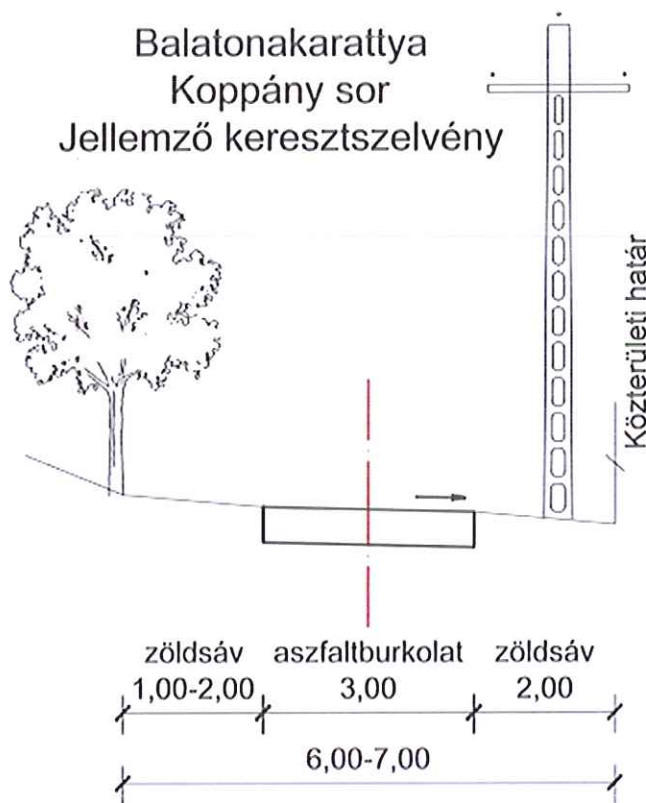 Balatonakarattya
Koppány sor
Jellemző keresztszelvény
Közterületi határ
zöldsáv aszfaltburkolat zöldsáv
1,00-2,00 3,00 2,00
6,00-7,00